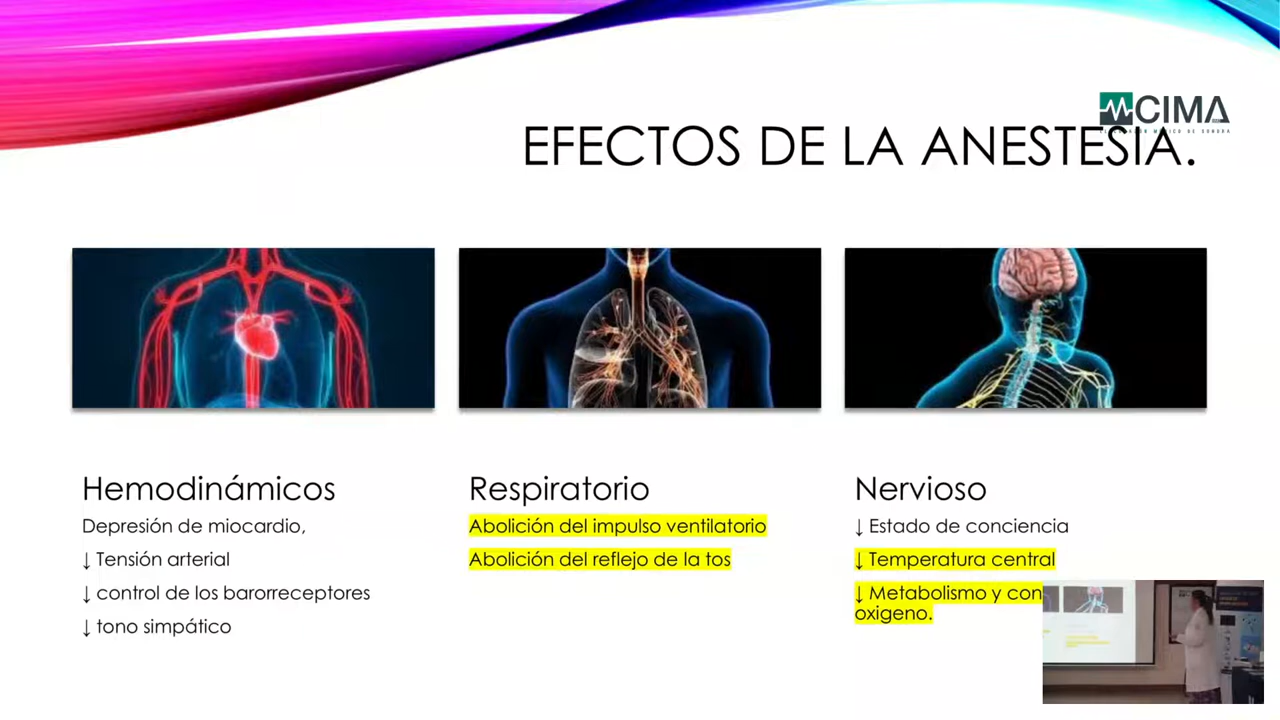 CIMA
EFECTOS DE LA ANESTESIA.
Hemodinámicos
Depresión de miocardio,
↓ Tensión arterial
↓ control de los barorreceptores
↓ tono simpático
Respiratorio
Abolición del impulso ventilatorio
Abolición del reflejo de la tos
Nervioso
↓ Estado de conciencia
↓ Temperatura central
↓ Metabolismo y con
oxigeno.